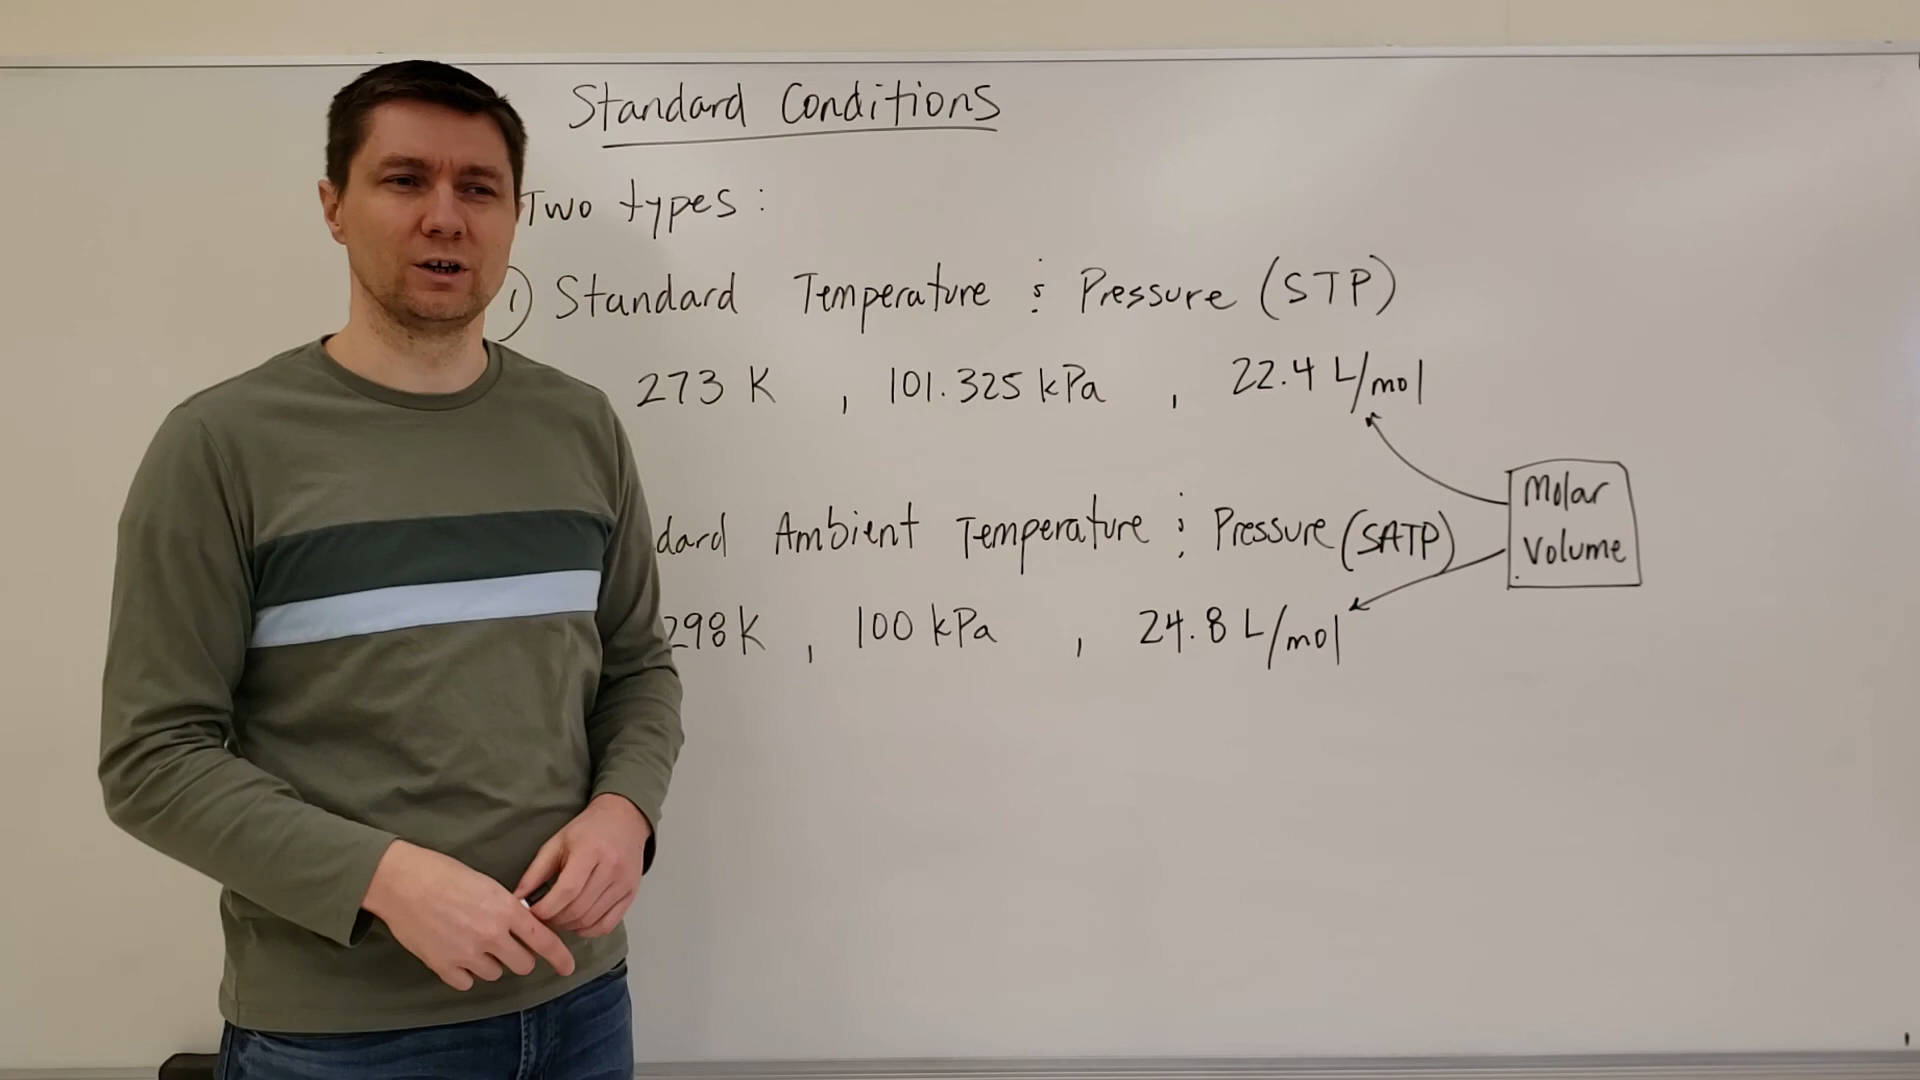 Standard Conditions
Two types:
1) Standard Temperature ; Pressure (STP)
273 K , 101.325 kPa , 22.4 L/mol
Molar
Volume
dard Ambient Temperature ; Pressure (SATP)
298 K , 100 kPa , 24.8 L/mol